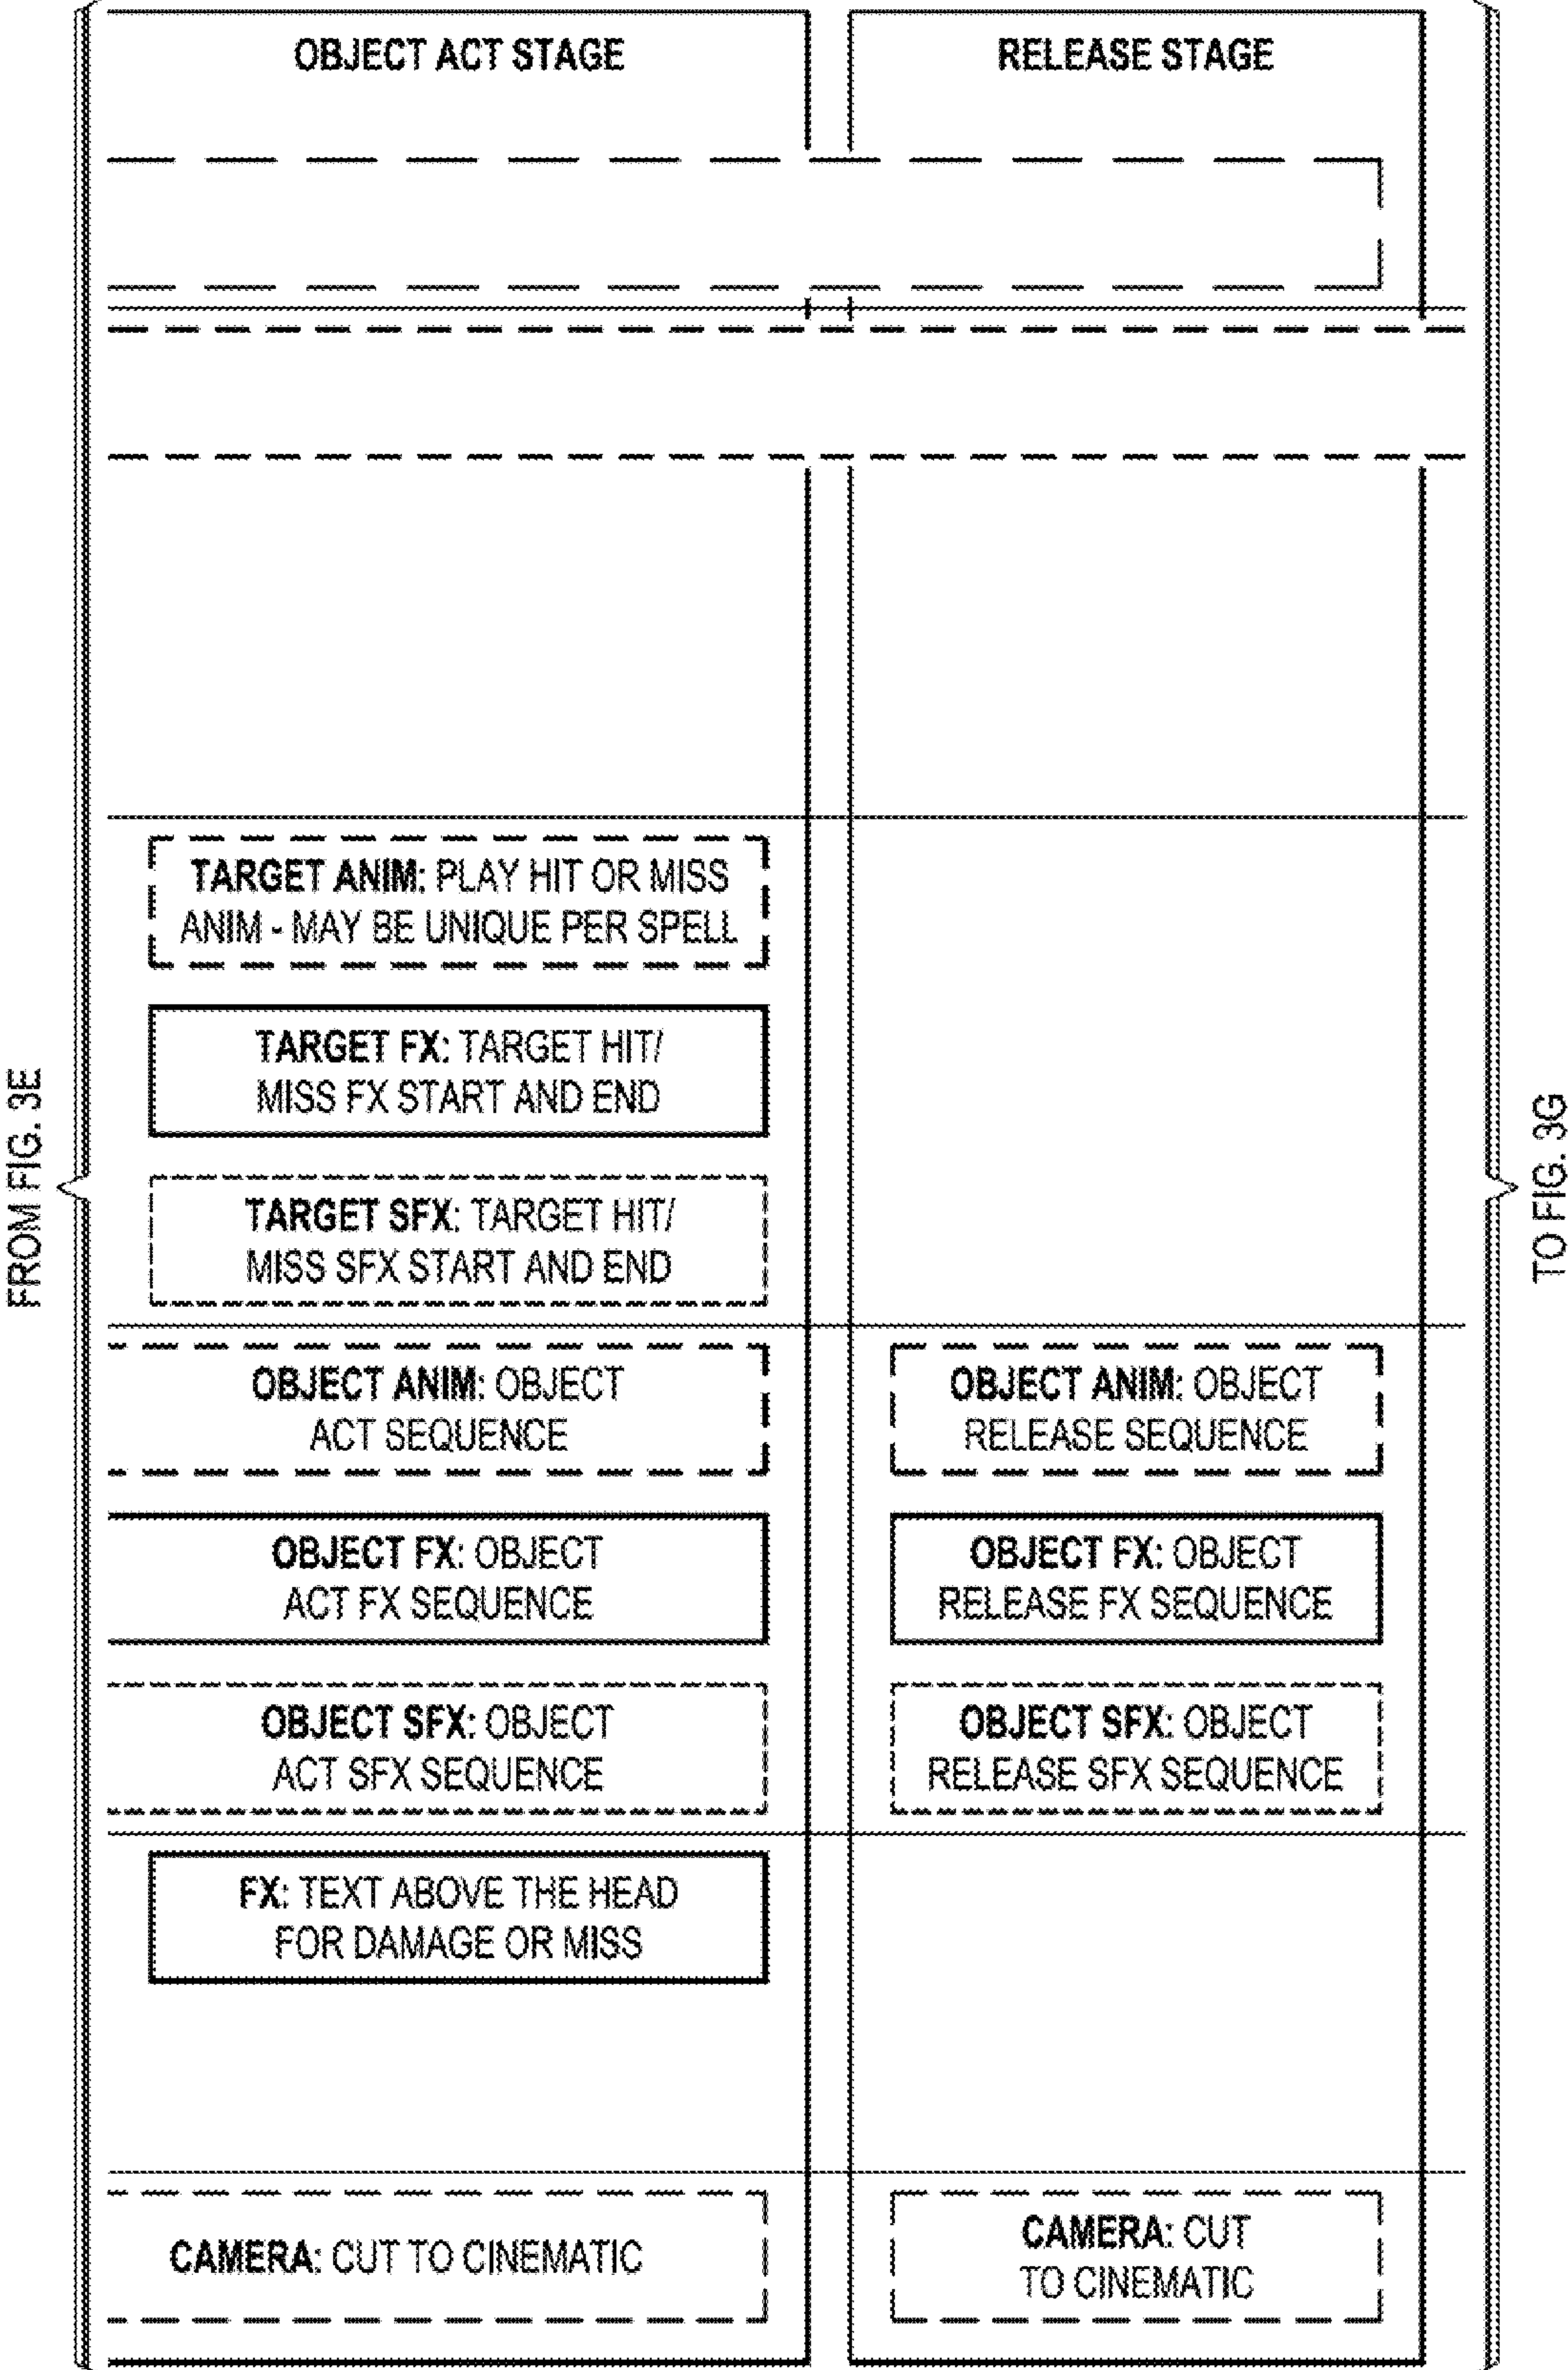 OBJECT ACT STAGE
RELEASE STAGE
TARGET ANIM: PLAY HIT OR MISS
ANIM - MAY BE UNIQUE PER SPELL
TARGET FX: TARGET HIT/
MISS FX START AND END
TARGET SFX: TARGET HIT/
MISS SFX START AND END
FROM FIG. 3E
TO FIG. 3G
OBJECT ANIM: OBJECT
ACT SEQUENCE
OBJECT ANIM: OBJECT
RELEASE SEQUENCE
OBJECT FX: OBJECT
ACT FX SEQUENCE
OBJECT FX: OBJECT
RELEASE FX SEQUENCE
OBJECT SFX: OBJECT
ACT SFX SEQUENCE
OBJECT SFX: OBJECT
RELEASE SFX SEQUENCE
FX: TEXT ABOVE THE HEAD
FOR DAMAGE OR MISS
CAMERA: CUT TO CINEMATIC
CAMERA: CUT
TO CINEMATIC